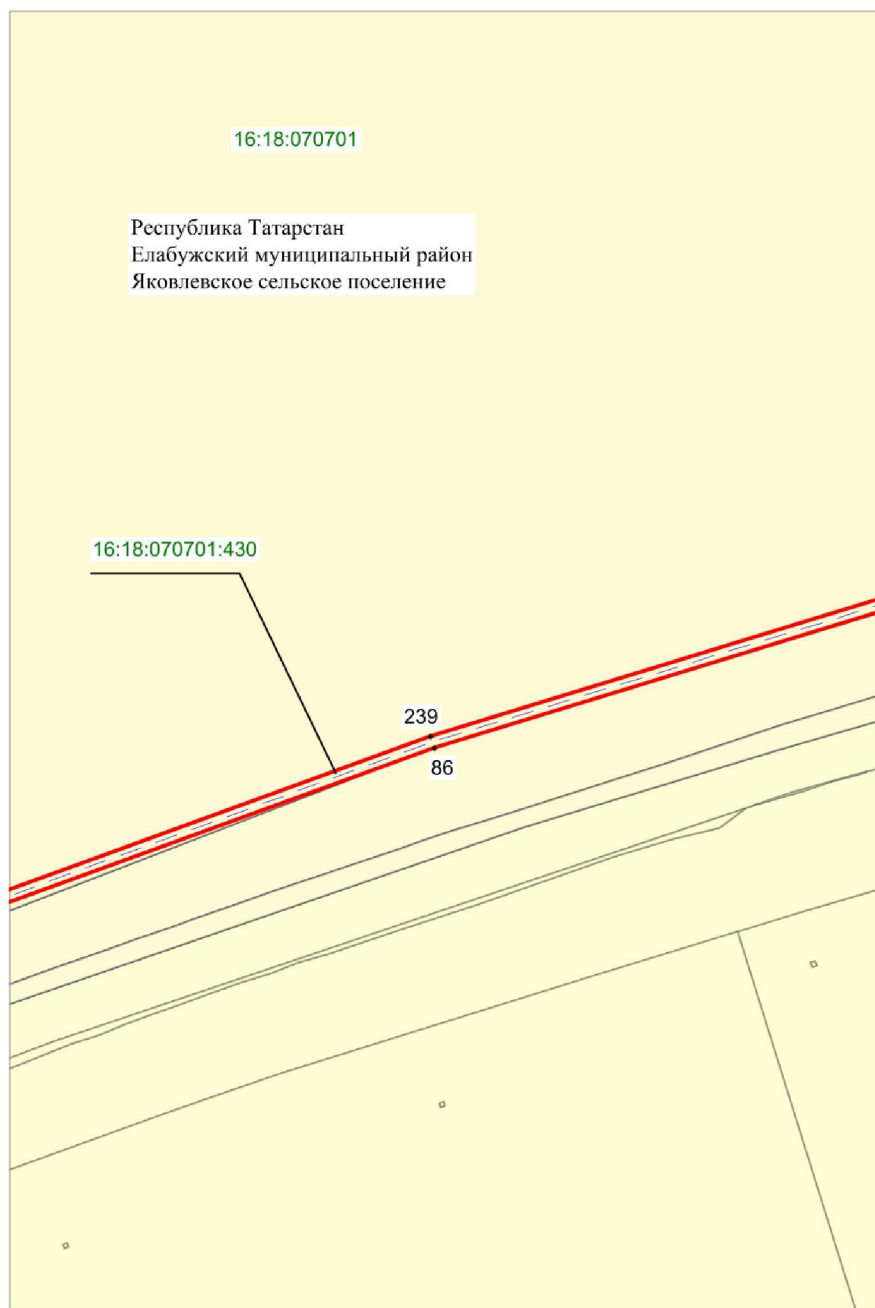 16:18:070701
Республика Татарстан
Елабужский муниципальный район
Яковлевское сельское поселение
16:18:070701:430
239
86